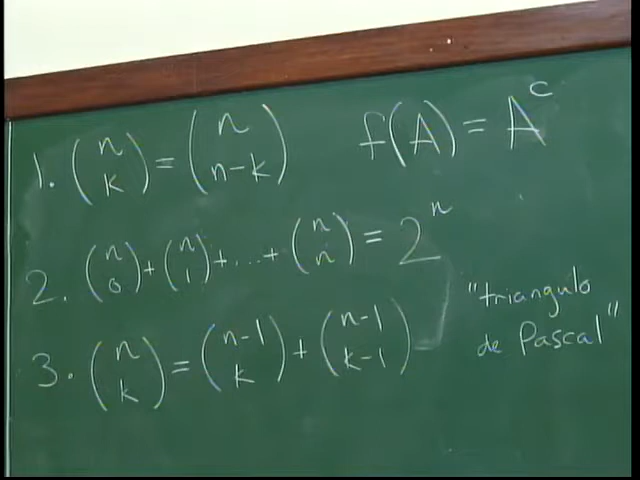 1. (n k) = (n n-k) f(A) = A^c
2. (n 0) + (n 1) + ... + (n n) = 2^n
3. (n k) = (n-1 k) + (n-1 k-1)
"triangulo
de Pascal"